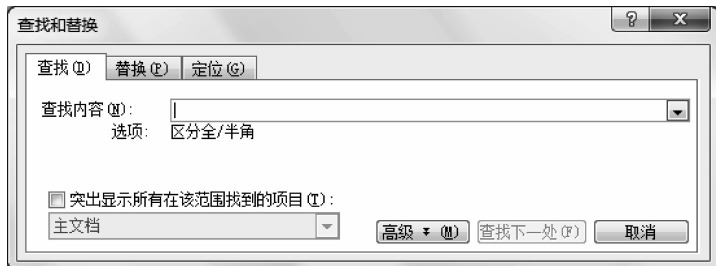 查找和替换
查找(D) 替换(P) 定位(G)
查找内容(N):
选项: 区分全/半角
突出显示所有在该范围找到的项目(T):
主文档
高级 (M) 查找下一处(F) 取消